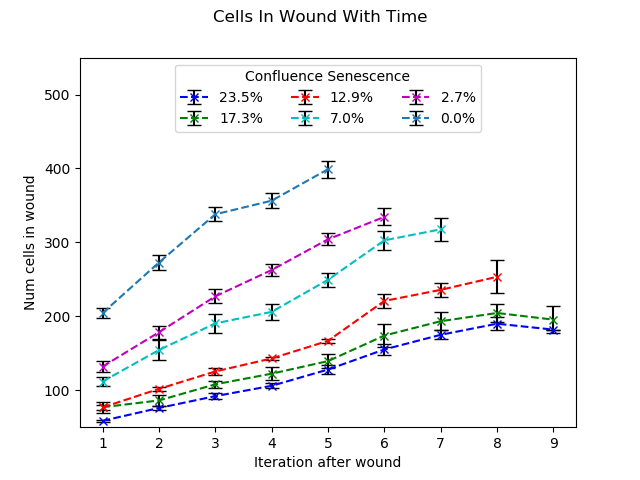 Cells In Wound With Time
Confluence Senescence
23.5% 12.9% 2.7%
17.3% 7.0% 0.0%
500
400
300
200
100
Num cells in wound
1 2 3 4 5 6 7 8 9
Iteration after wound